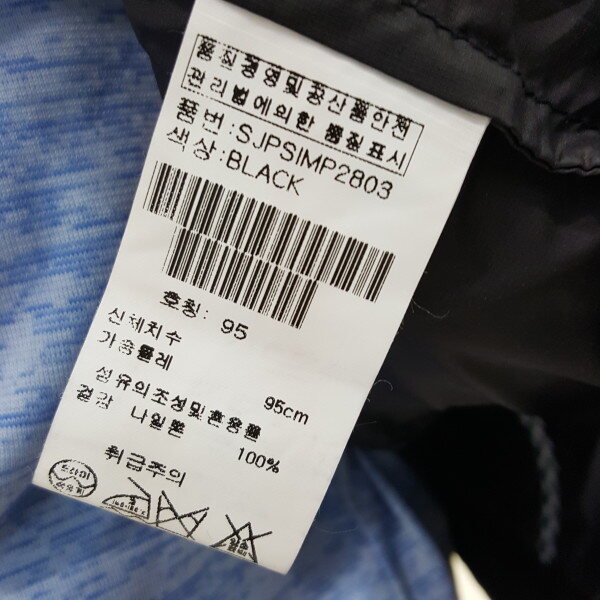 품질경영및공산품안전
관리법에의한 품질표시
품번:SJPSIMP2803
색상:BLACK
호칭: 95
신체치수
가슴둘레 95cm
섬유의조성및혼용률
겉감 나일론 100%
취급주의
드라이